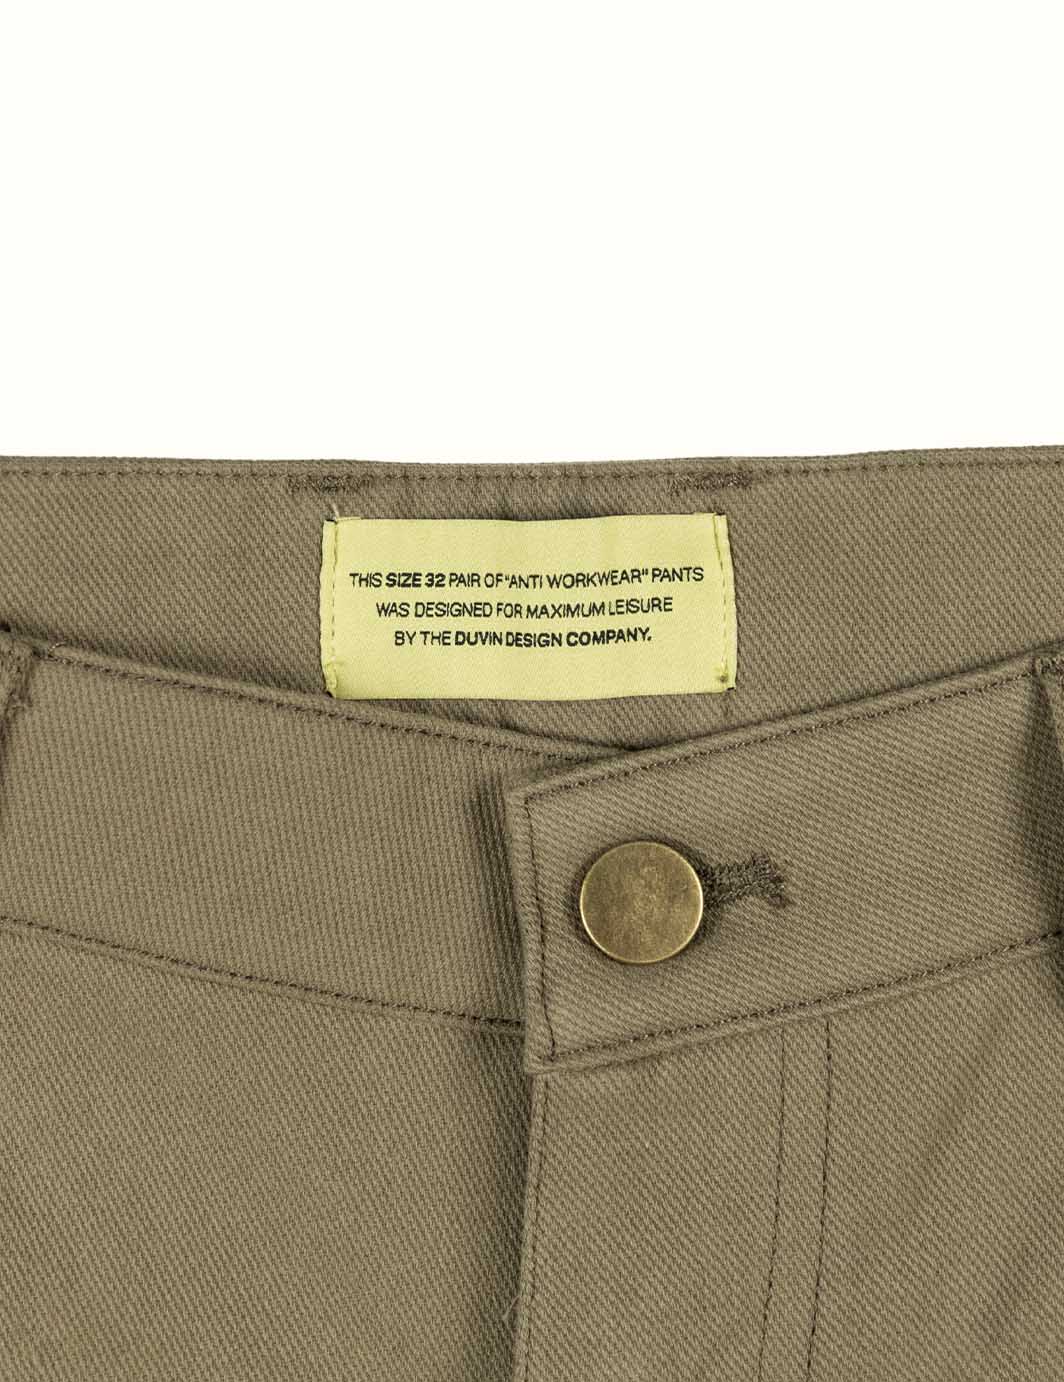 THIS SIZE 32 PAIR OF "ANTI WORKWEAR" PANTS
WAS DESIGNED FOR MAXIMUM LEISURE
BY THE DUVIN DESIGN COMPANY.